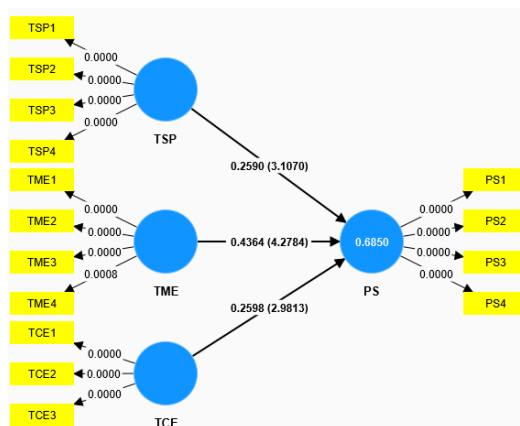 TSP1
0.0000
TSP2
0.0000
TSP3
0.0000
TSP4
0.0000
TSP
0.2590 (3.1070)
TME1
0.0000
TME2
0.0000
TME3
0.0000
TME4
0.0008
TME
0.4364 (4.2784)
TCE1
0.0000
TCE2
0.0000
TCE3
0.0000
TCE
0.2598 (2.9813)
0.6850
PS
0.0000
PS1
0.0000
PS2
0.0000
PS3
0.0000
PS4